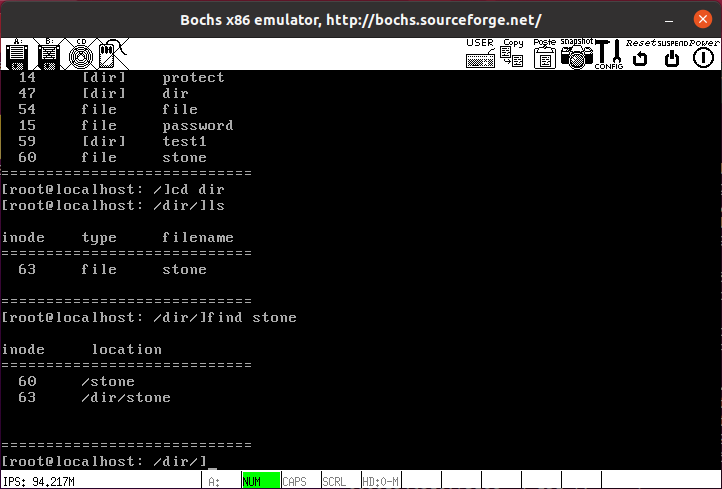 Bochs x86 emulator, http://bochs.sourceforge.net/
A: B: CD USER Copy Paste snapshot CONFIG Reset SUSPEND Power
14 [dir] protect
47 [dir] dir
54 file file
15 file password
59 [dir] test1
60 file stone
============================
[root@localhost: /]cd dir
[root@localhost: /dir/]ls
inode type filename
============================
63 file stone
============================
[root@localhost: /dir/]find stone
inode location
============================
60 /stone
63 /dir/stone
============================
[root@localhost: /dir/]_
IPS: 94.217M A: NUM CAPS SCRL HD:0-M